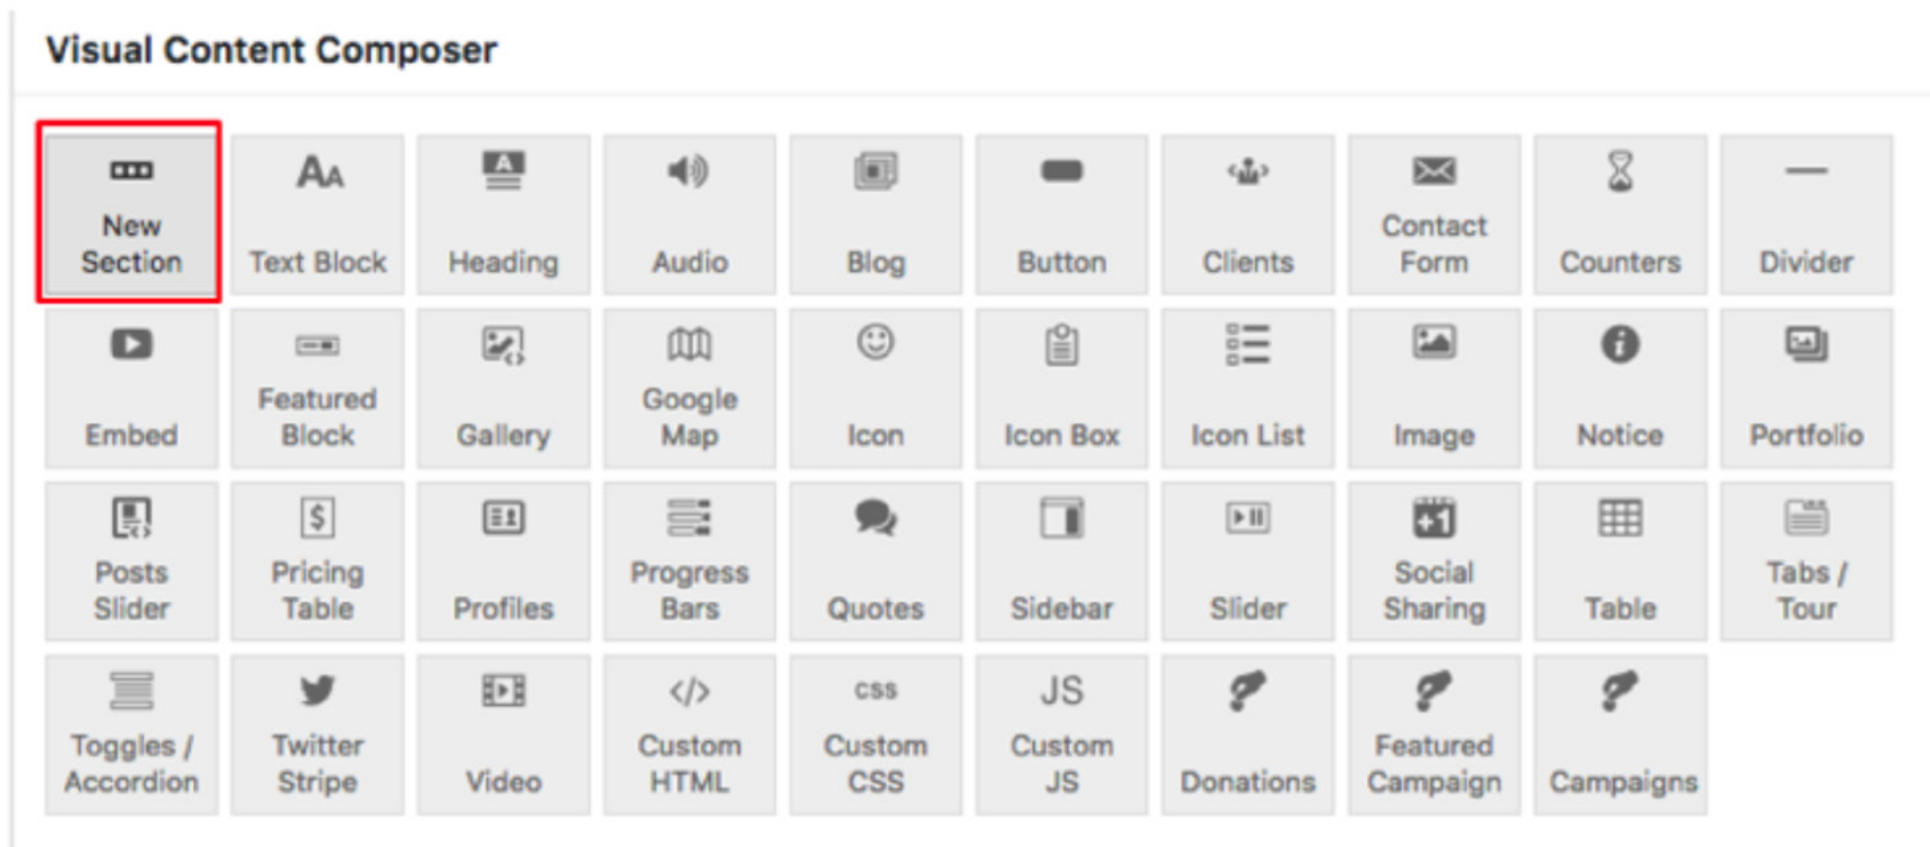 Visual Content Composer
New
Section
Text Block
Heading
Audio
Blog
Button
Clients
Contact
Form
Counters
Divider
Embed
Featured
Block
Gallery
Google
Map
Icon
Icon Box
Icon List
Image
Notice
Portfolio
Posts
Slider
Pricing
Table
Profiles
Progress
Bars
Quotes
Sidebar
Slider
+1
Social
Sharing
Table
Tabs /
Tour
Toggles /
Accordion
Twitter
Stripe
Video
</>
Custom
HTML
CSS
Custom
CSS
JS
Custom
JS
Donations
Featured
Campaign
Campaigns